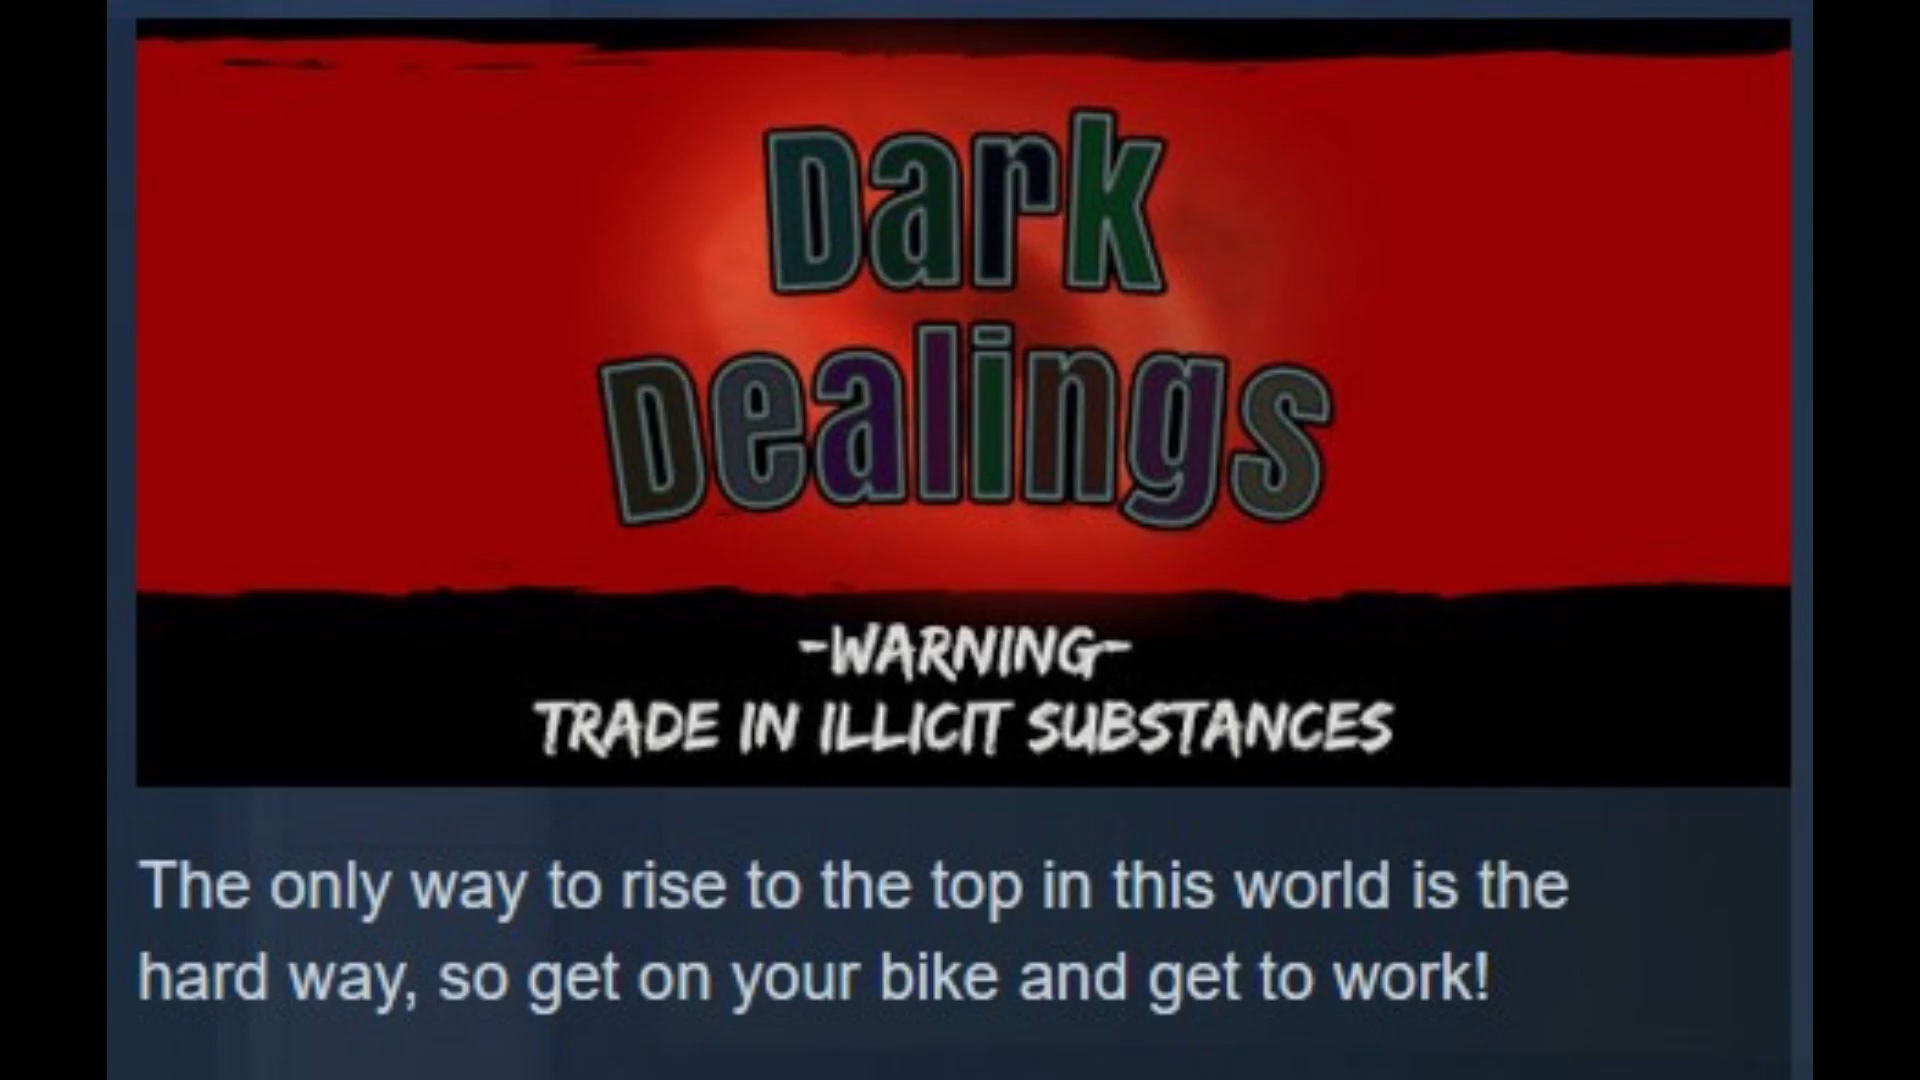 Dark
Dealings
-WARNING-
TRADE IN ILLICIT SUBSTANCES
The only way to rise to the top in this world is the
hard way, so get on your bike and get to work!